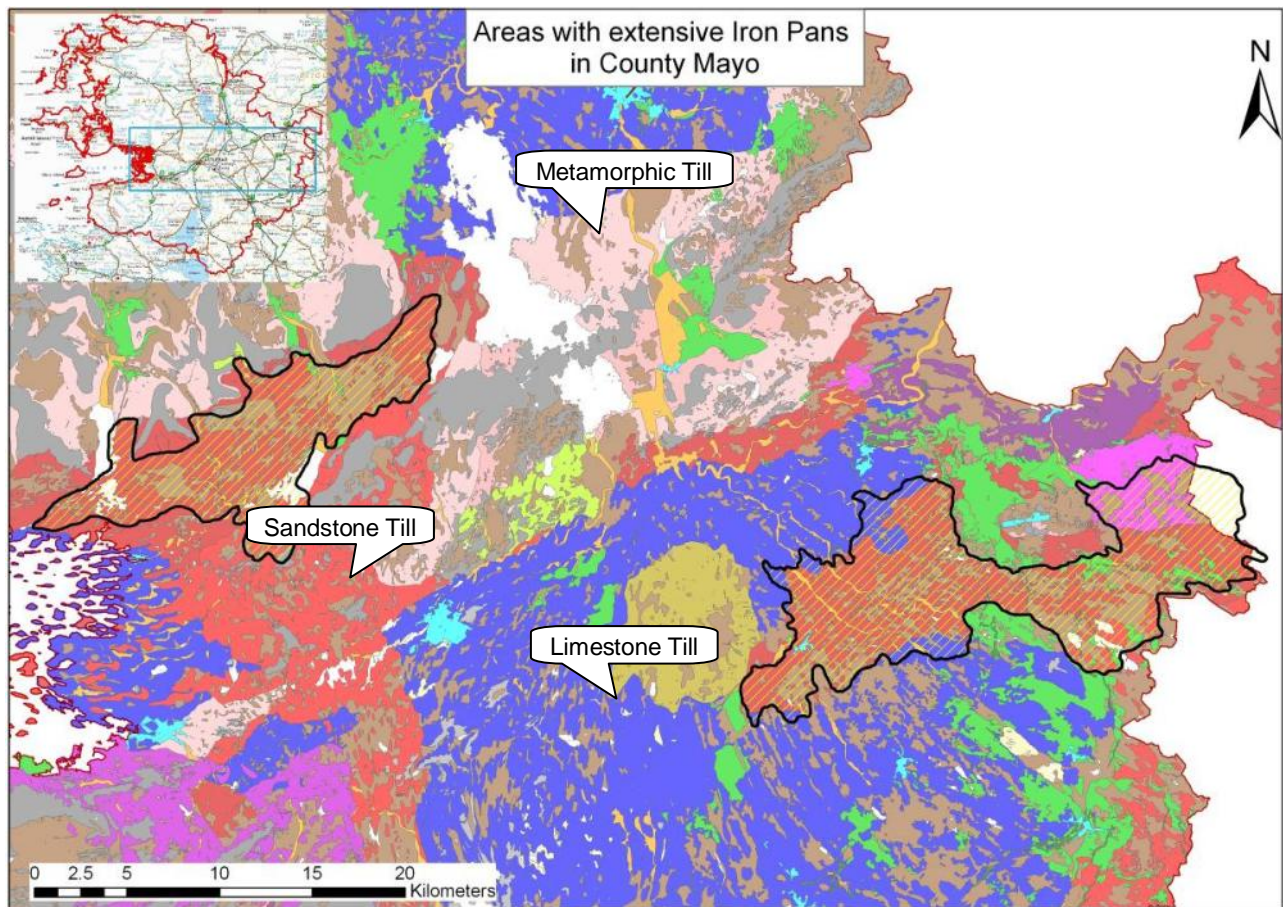 Areas with extensive Iron Pans
in County Mayo
N
Metamorphic Till
Sandstone Till
Limestone Till
0 2.5 5 10 15 20
Kilometers
MAYO